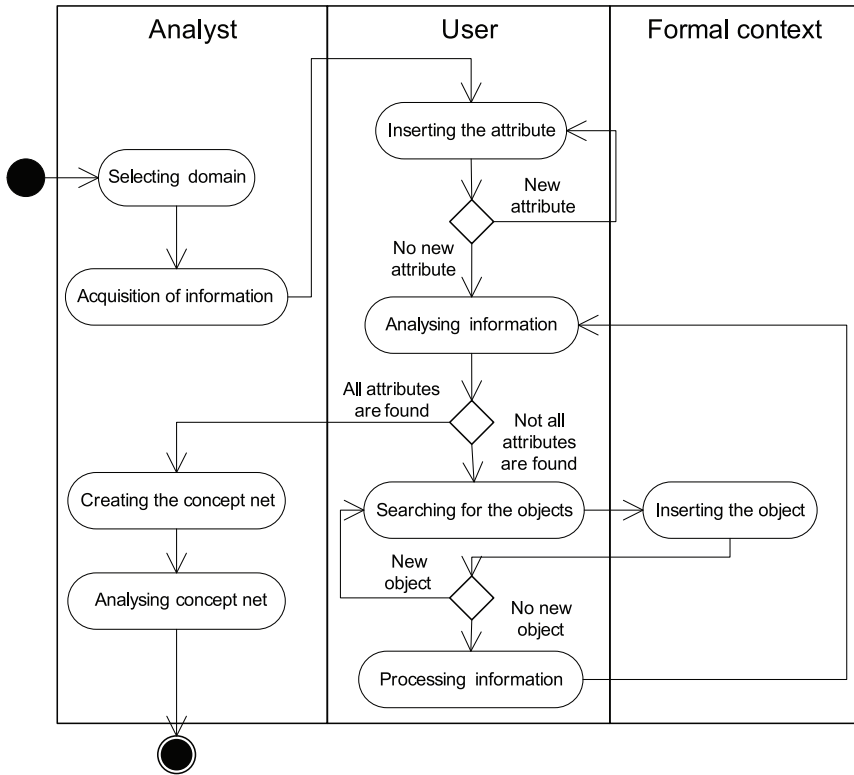 Analyst
User
Formal context
Inserting the attribute
Selecting domain
New
attribute
No new
attribute
Acquisition of information
Analysing information
All attributes
are found
Not all
attributes
are found
Creating the concept net
Searching for the objects
Inserting the object
New
object
Analysing concept net
No new
object
Processing information